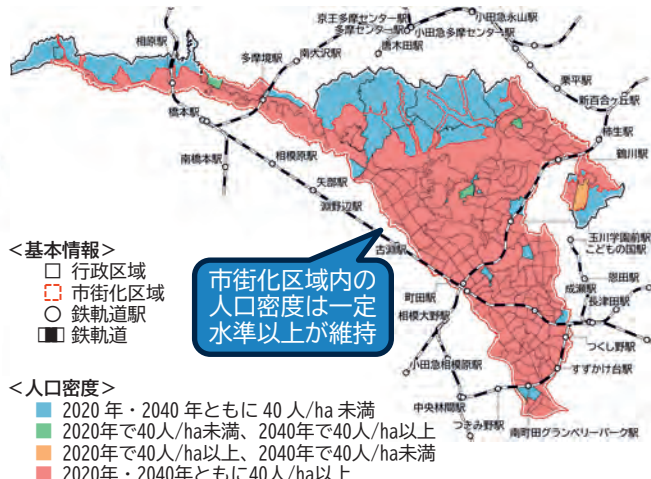 京王多摩センター駅
小田急永山駅
多摩センター駅
小田急多摩センター駅
相原駅
南大沢駅
唐木田駅
多摩境駅
栗平駅
新百合ヶ丘駅
橋本駅
柿生駅
鶴川駅
南橋本駅
相模原駅
矢部駅
淵野辺駅
玉川学園前駅
こどもの国駅
古淵駅
恩田駅
成瀬駅
長津田駅
町田駅
相模大野駅
つくし野駅
すずかけ台駅
小田急相模原駅
中央林間駅
つきみ野駅
南町田グランベリーパーク駅
市街化区域内の
人口密度は一定
水準以上が維持
<基本情報>
行政区域
市街化区域
鉄軌道駅
鉄軌道
<人口密度>
2020 年・2040 年ともに 40 人/ha 未満
2020年で40人/ha未満、2040年で40人/ha以上
2020年で40人/ha以上、2040年で40人/ha未満
2020年・2040年ともに40人/ha以上